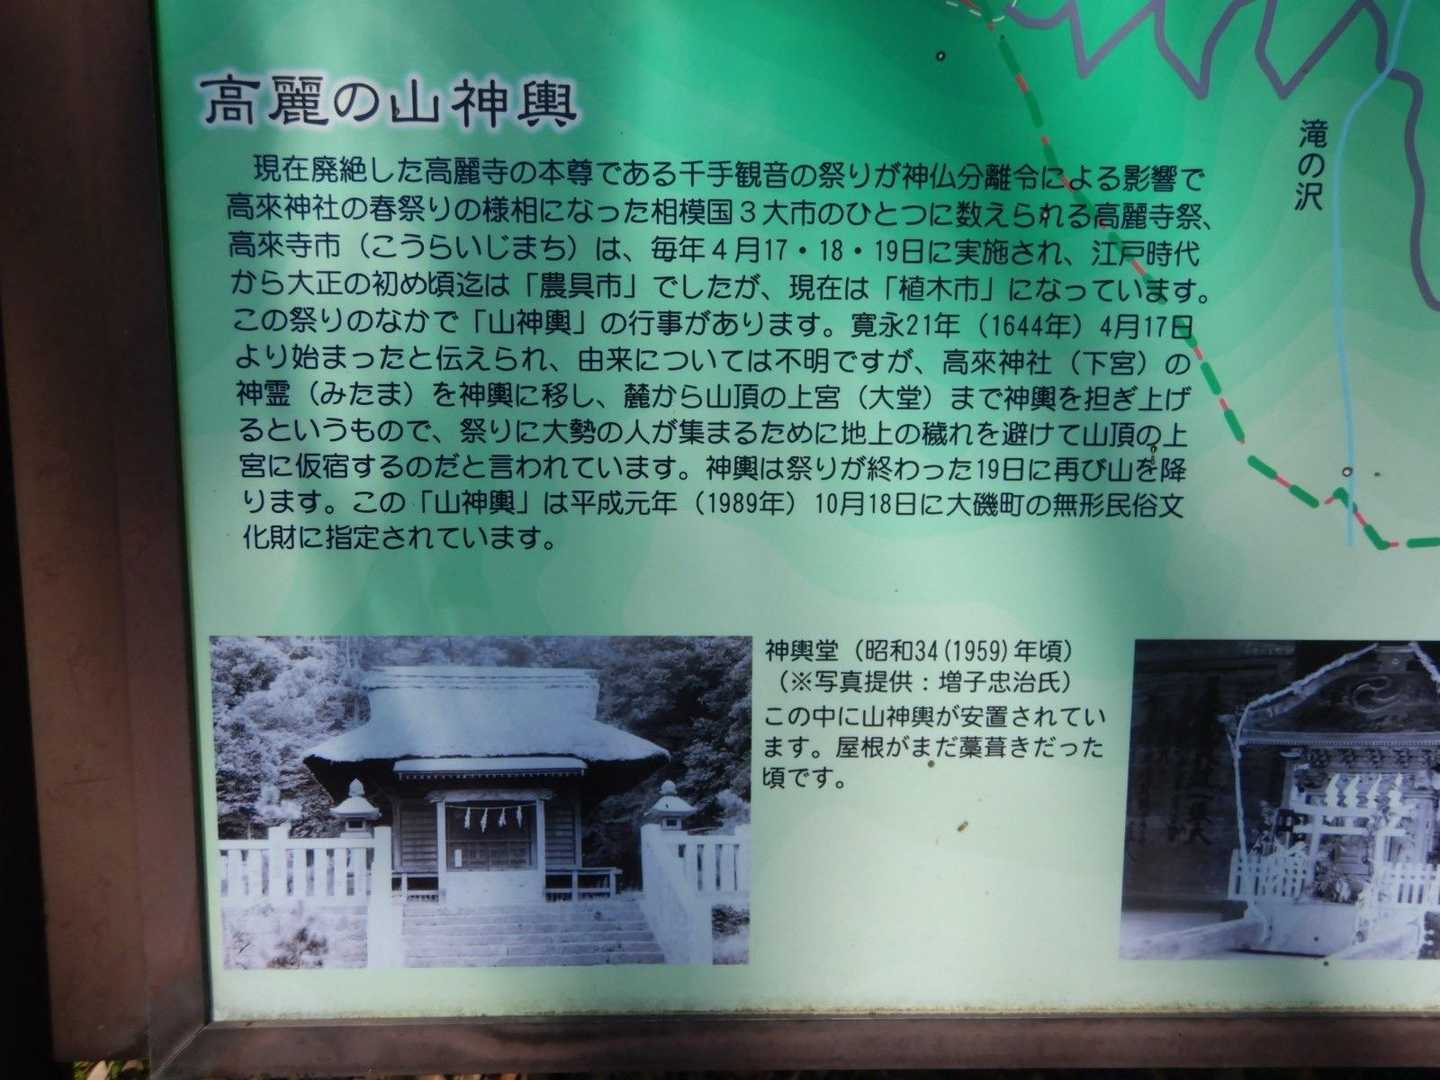 高麗の山神輿
現在廃絶した高麗寺の本尊である千手観音の祭りが神仏分離令による影響で
高來神社の春祭りの様相になった相模国３大市のひとつに数えられる高麗寺祭、
高來寺市（こうらいじまち）は、毎年４月17・18・19日に実施され、江戸時代
から大正の初め頃迄は「農具市」でしたが、現在は「植木市」になっています。
この祭りのなかで「山神輿」の行事があります。寛永21年（1644年）4月17日
より始まったと伝えられ、由来については不明ですが、高來神社（下宮）の
神霊（みたま）を神輿に移し、麓から山頂の上宮（大堂）まで神輿を担ぎ上げ
るというもので、祭りに大勢の人が集まるために地上の穢れを避けて山頂の上
宮に仮宿するのだと言われています。神輿は祭りが終わった19日に再び山を降
ります。この「山神輿」は平成元年（1989年）10月18日に大磯町の無形民俗文
化財に指定されています。
滝の沢
神輿堂（昭和34(1959)年頃）
（※写真提供：増子忠治氏）
この中に山神輿が安置されてい
ます。屋根がまだ藁葺きだった
頃です。